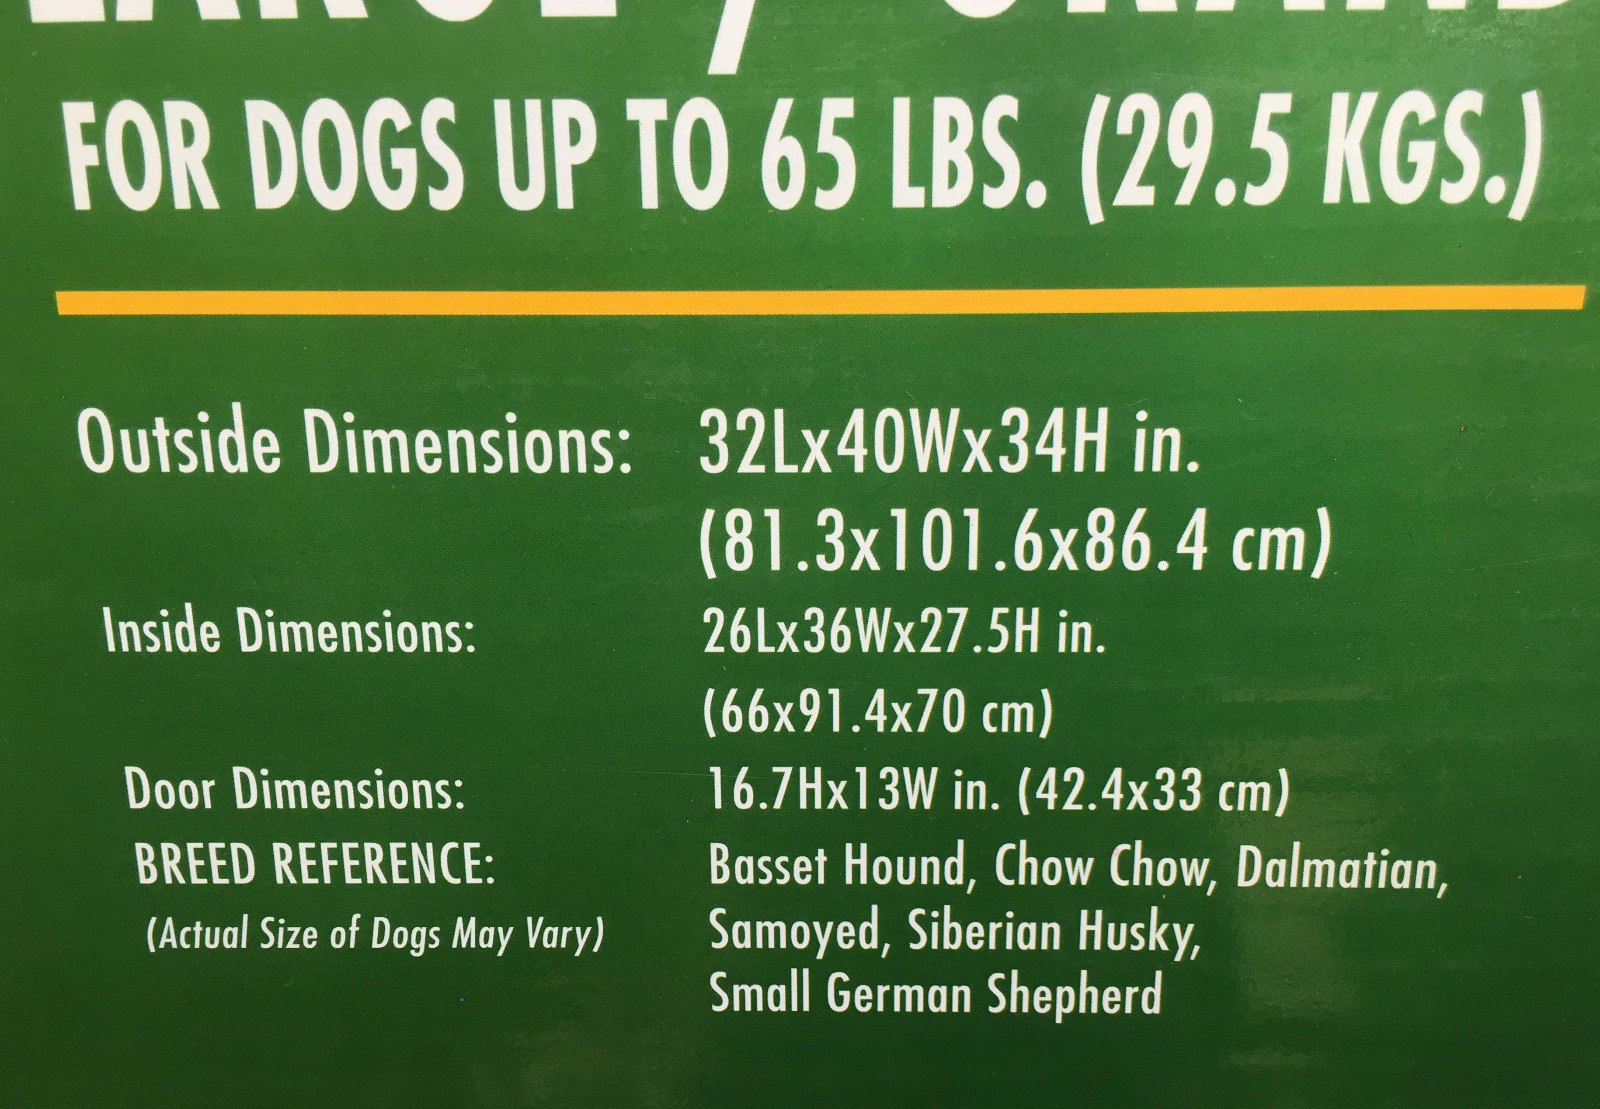 FOR DOGS UP TO 65 LBS. (29.5 KGS.)
Outside Dimensions: 32Lx40Wx34H in.
(81.3x101.6x86.4 cm)
Inside Dimensions: 26Lx36Wx27.5H in.
(66x91.4x70 cm)
Door Dimensions: 16.7Hx13W in. (42.4x33 cm)
BREED REFERENCE: Basset Hound, Chow Chow, Dalmatian,
(Actual Size of Dogs May Vary) Samoyed, Siberian Husky,
Small German Shepherd